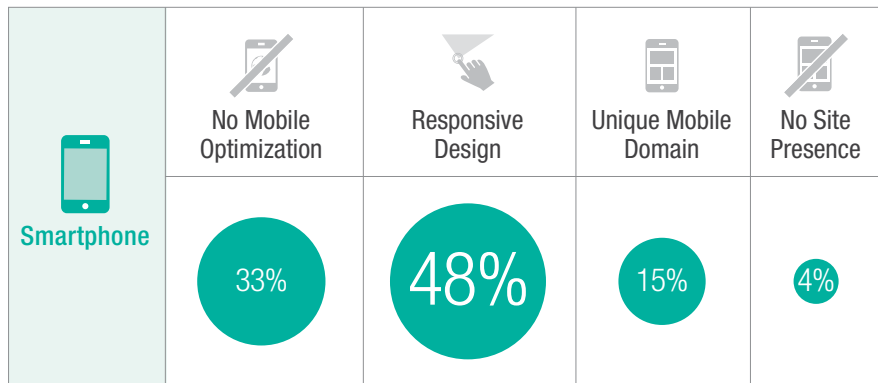 No Mobile
Optimization
Responsive
Design
Unique Mobile
Domain
No Site
Presence
Smartphone
33%
48%
15%
4%